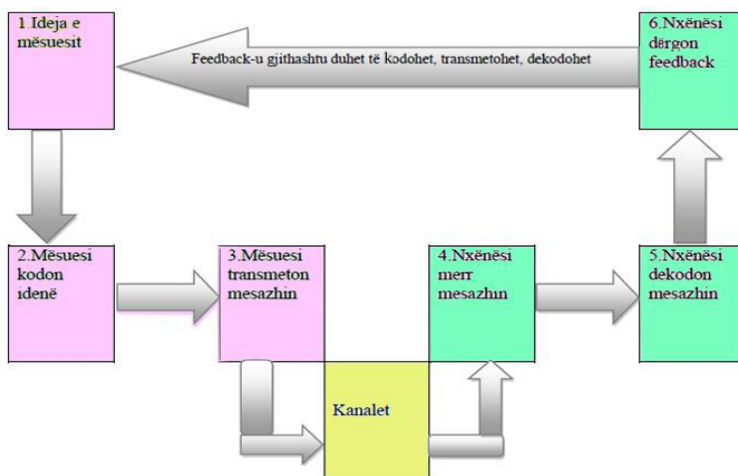 1.Ideja e
mësuesit
6.Nxënësi
dërgon
feedback
Feedback-u gjithashtu duhet të kodohet, transmetohet, dekodohet
2.Mësuesi
kodon
idenë
3.Mësuesi
transmeton
mesazhin
4.Nxënësi
merr
mesazhin
5.Nxënësi
dekodon
mesazhin
Kanalet